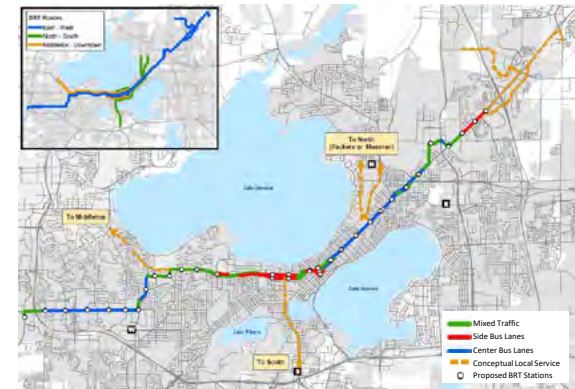 BRT Routes
East - West
North - South
Middleton - Downtown
To North
(Packers or Sherman)
N
Lake Mendota
To Middleton
E
Lake Monona
W
Lake Wingra
To South
S
Mixed Traffic
Side Bus Lanes
Center Bus Lanes
Conceptual Local Service
Proposed BRT Stations